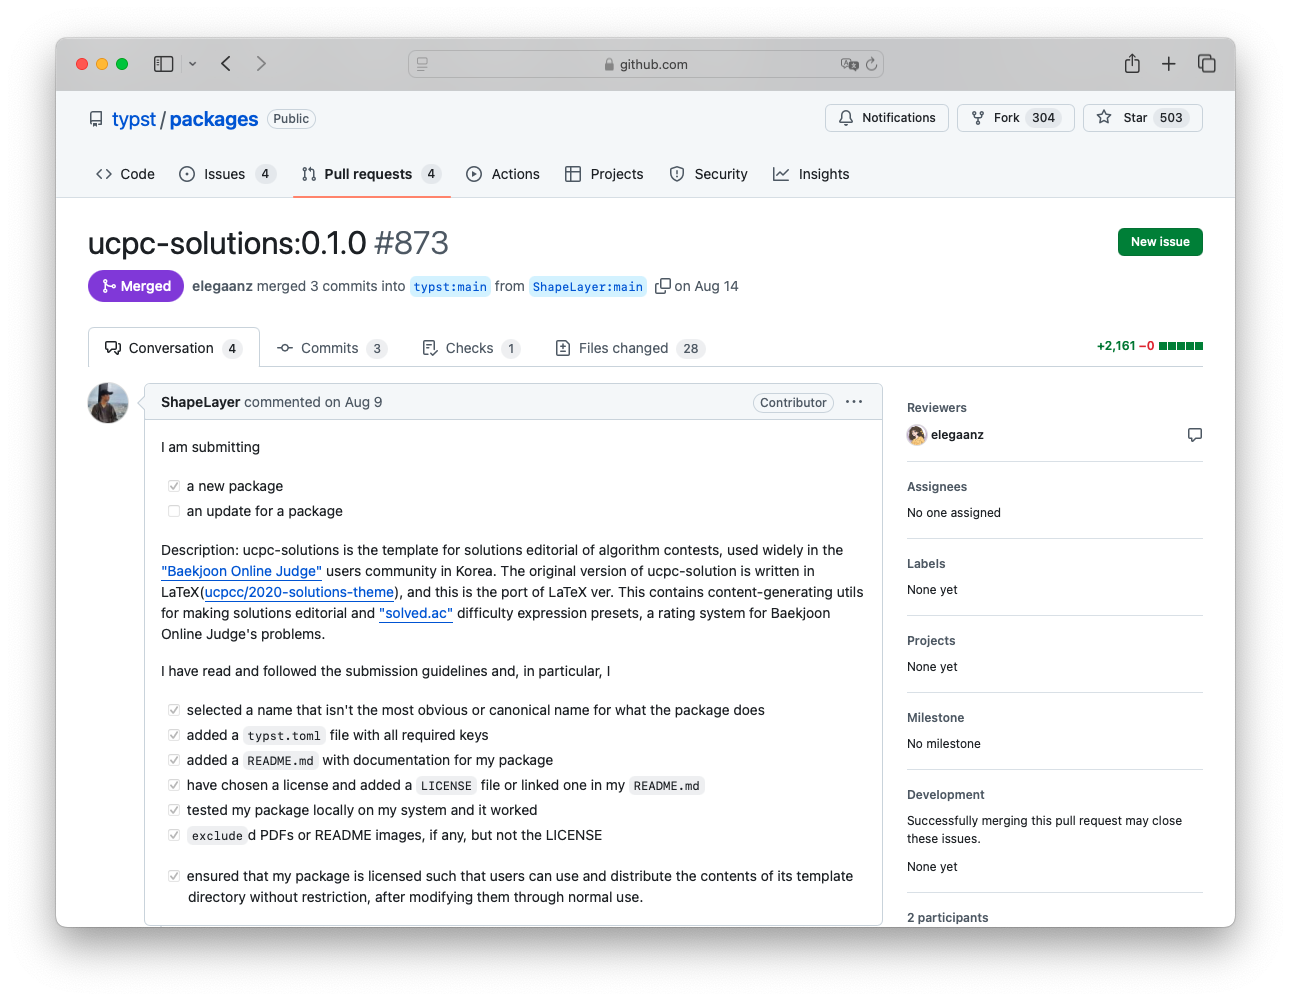 github.com
typst / packages Public
Notifications Fork 304 Star 503
Code Issues 4 Pull requests 4 Actions Projects Security Insights
ucpc-solutions:0.1.0 #873
New issue
Merged elegaanz merged 3 commits into typst:main from ShapeLayer:main on Aug 14
Conversation 4 Commits 3 Checks 1 Files changed 28
+2,161 −0
ShapeLayer commented on Aug 9 Contributor ···
I am submitting
a new package
an update for a package
Description: ucpc-solutions is the template for solutions editorial of algorithm contests, used widely in the
"Baekjoon Online Judge" users community in Korea. The original version of ucpc-solution is written in
LaTeX(ucpcc/2020-solutions-theme), and this is the port of LaTeX ver. This contains content-generating utils
for making solutions editorial and "solved.ac" difficulty expression presets, a rating system for Baekjoon
Online Judge's problems.
I have read and followed the submission guidelines and, in particular, I
selected a name that isn't the most obvious or canonical name for what the package does
added a typst.toml file with all required keys
added a README.md with documentation for my package
have chosen a license and added a LICENSE file or linked one in my README.md
tested my package locally on my system and it worked
excluded PDFs or README images, if any, but not the LICENSE
ensured that my package is licensed such that users can use and distribute the contents of its template
directory without restriction, after modifying them through normal use.
Reviewers
elegaanz
Assignees
No one assigned
Labels
None yet
Projects
None yet
Milestone
No milestone
Development
Successfully merging this pull request may close
these issues.
None yet
2 participants